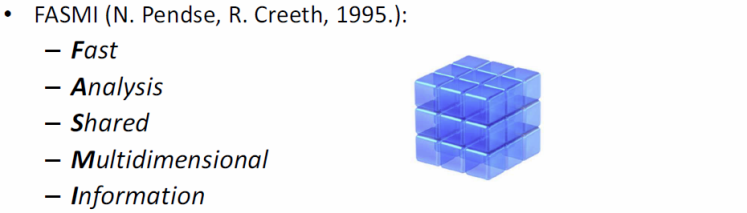 • FASMI (N. Pendse, R. Creeth, 1995.):
– Fast
– Analysis
– Shared
– Multidimensional
– Information